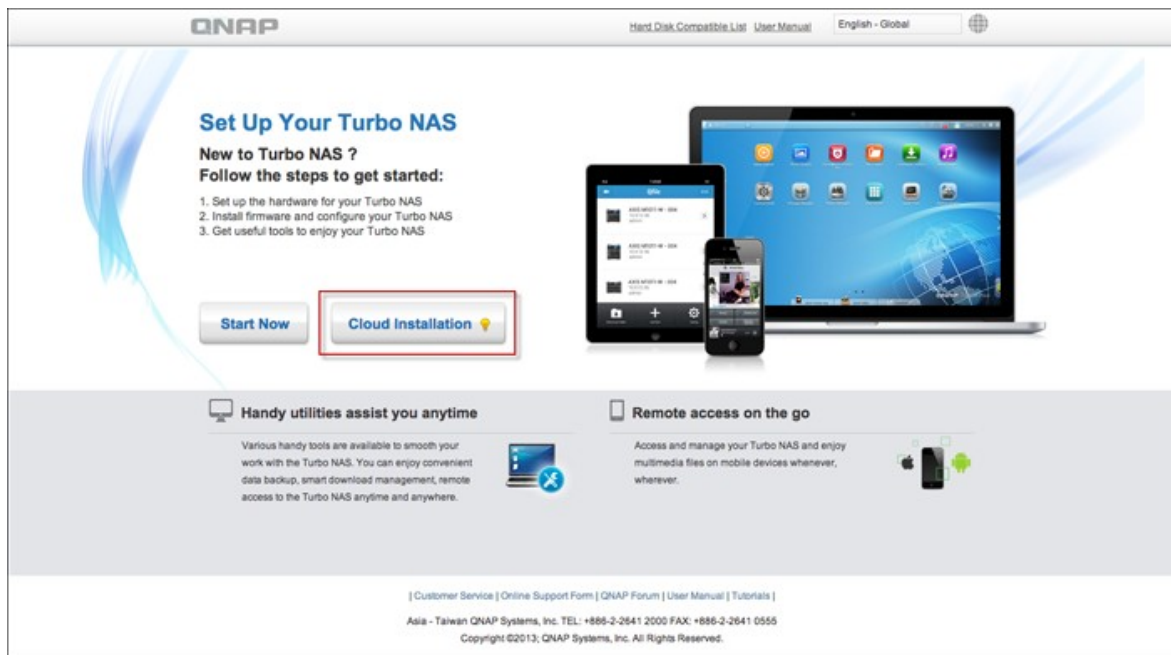 QNAP
Hard Disk Compatible List User Manual English - Global
Set Up Your Turbo NAS
New to Turbo NAS ?
Follow the steps to get started:
1. Set up the hardware for your Turbo NAS
2. Install firmware and configure your Turbo NAS
3. Get useful tools to enjoy your Turbo NAS
Start Now
Cloud Installation
Handy utilities assist you anytime
Various handy tools are available to smooth your
work with the Turbo NAS. You can enjoy convenient
data backup, smart download management, remote
access to the Turbo NAS anytime and anywhere.
Remote access on the go
Access and manage your Turbo NAS and enjoy
multimedia files on mobile devices whenever,
wherever.
| Customer Service | Online Support Form | QNAP Forum | User Manual | Tutorials |
Asia - Taiwan QNAP Systems, Inc. TEL: +886-2-2641 2000 FAX: +886-2-2641 0555
Copyright ©2013; QNAP Systems, Inc. All Rights Reserved.